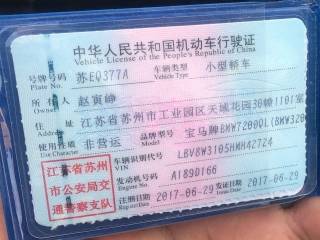 中华人民共和国机动车行驶证
Vehicle License of the People's Republic of China
号牌号码 苏EQ377A 车辆类型 小型轿车
Plate No. Vehicle Type
所有人 赵寅峥
Owner
住址 江苏省苏州市工业园区天域花园30幢1101室
Address
使用性质 非营运 品牌型号 宝马牌BMW7200DL(BMW320
Use Character Model
江苏省苏州市公安局交通警察支队
车辆识别代号 LBV8W3105HMH42724
VIN
发动机号码 A189D166
Engine No.
注册日期 2017-06-29 发证日期 2017-06-29
Register Date Issue Date